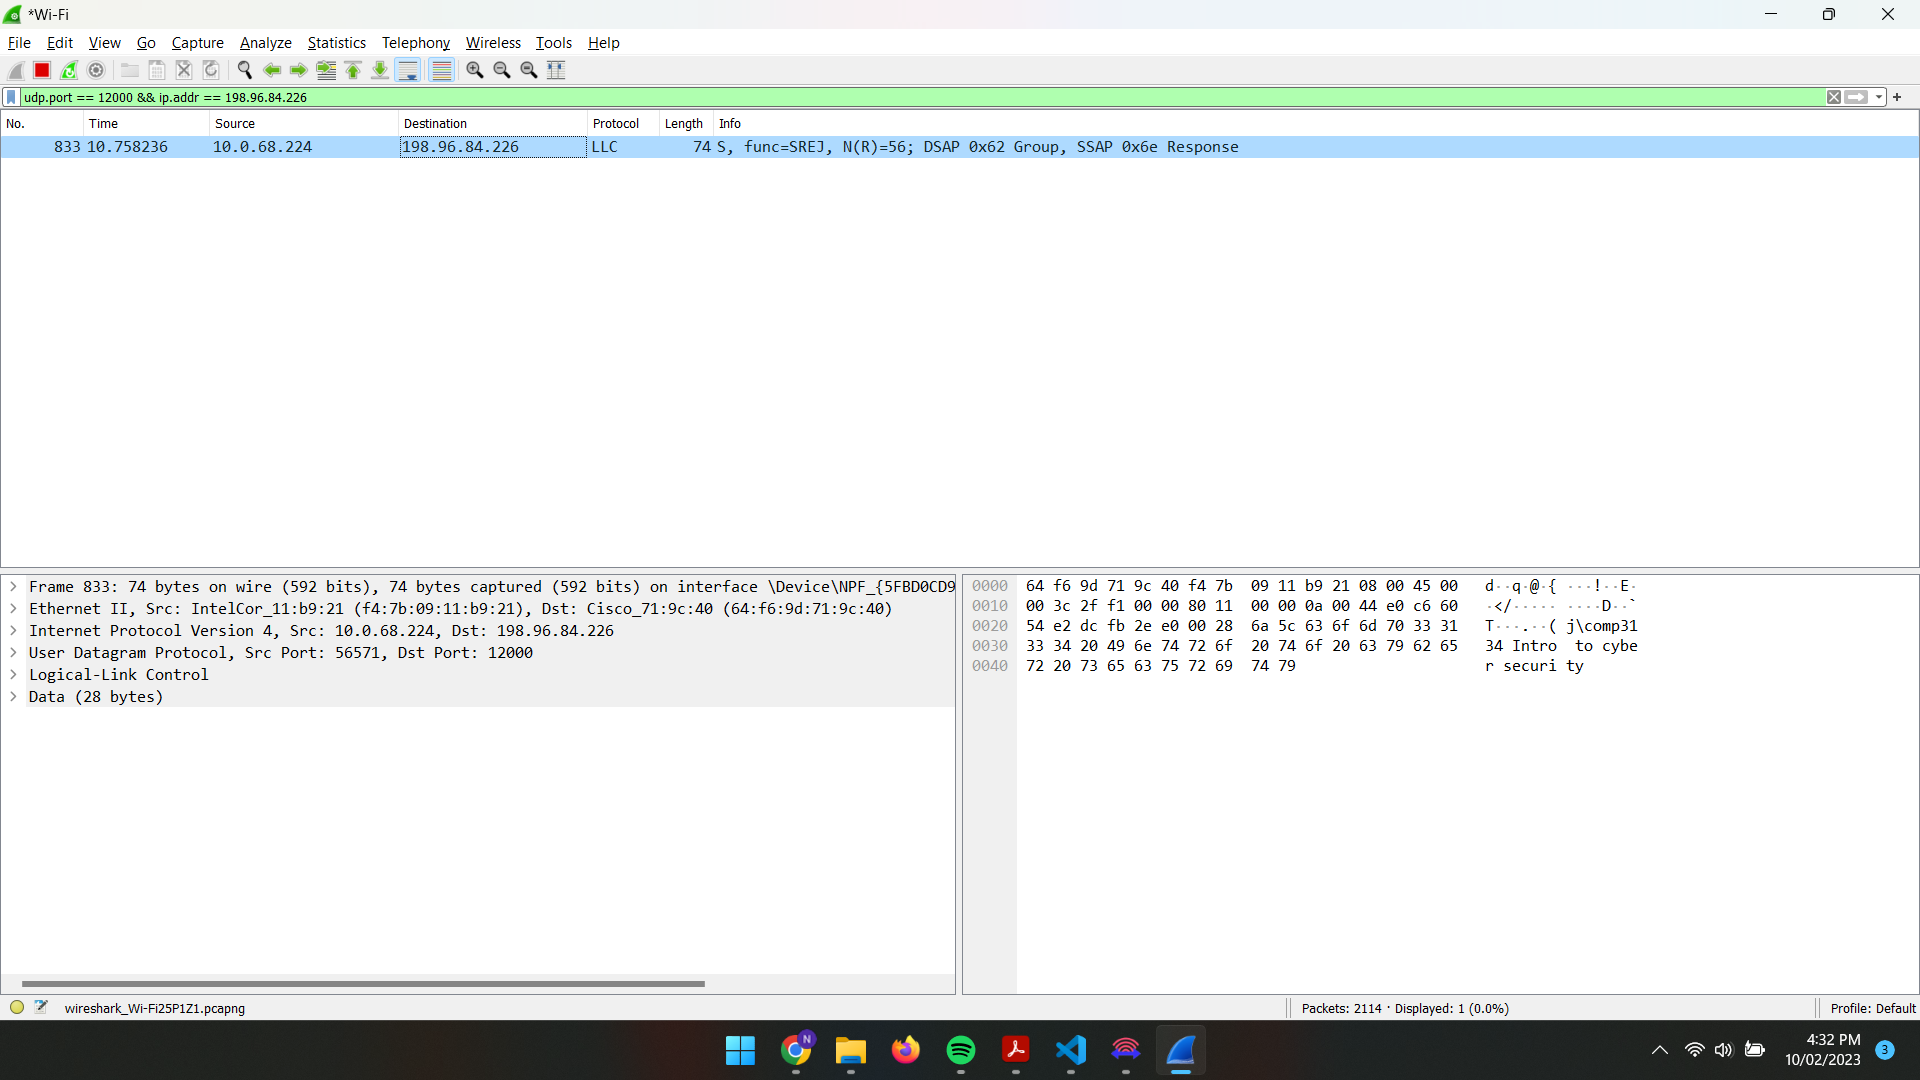 *Wi-Fi
File Edit View Go Capture Analyze Statistics Telephony Wireless Tools Help
udp.port == 12000 && ip.addr == 198.96.84.226
No. Time Source Destination Protocol Length Info
833 10.758236 10.0.68.224 198.96.84.226 LLC 74 S, func=SREJ, N(R)=56; DSAP 0x62 Group, SSAP 0x6e Response
Frame 833: 74 bytes on wire (592 bits), 74 bytes captured (592 bits) on interface \Device\NPF_{5FBD0CD9
Ethernet II, Src: IntelCor_11:b9:21 (f4:7b:09:11:b9:21), Dst: Cisco_71:9c:40 (64:f6:9d:71:9c:40)
Internet Protocol Version 4, Src: 10.0.68.224, Dst: 198.96.84.226
User Datagram Protocol, Src Port: 56571, Dst Port: 12000
Logical-Link Control
Data (28 bytes)
0000 64 f6 9d 71 9c 40 f4 7b 09 11 b9 21 08 00 45 00 d··q·@·{ ···!··E·
0010 00 3c 2f f1 00 00 80 11 00 00 0a 00 44 e0 c6 60 ·</····· ····D··`
0020 54 e2 dc fb 2e e0 00 28 6a 5c 63 6f 6d 70 33 31 T···.··( j\comp31
0030 33 34 20 49 6e 74 72 6f 20 74 6f 20 63 79 62 65 34 Intro to cybe
0040 72 20 73 65 63 75 72 69 74 79 r securi ty
wireshark_Wi-Fi25P1Z1.pcapng
Packets: 2114 · Displayed: 1 (0.0%)
Profile: Default
N
4:32 PM
10/02/2023
3